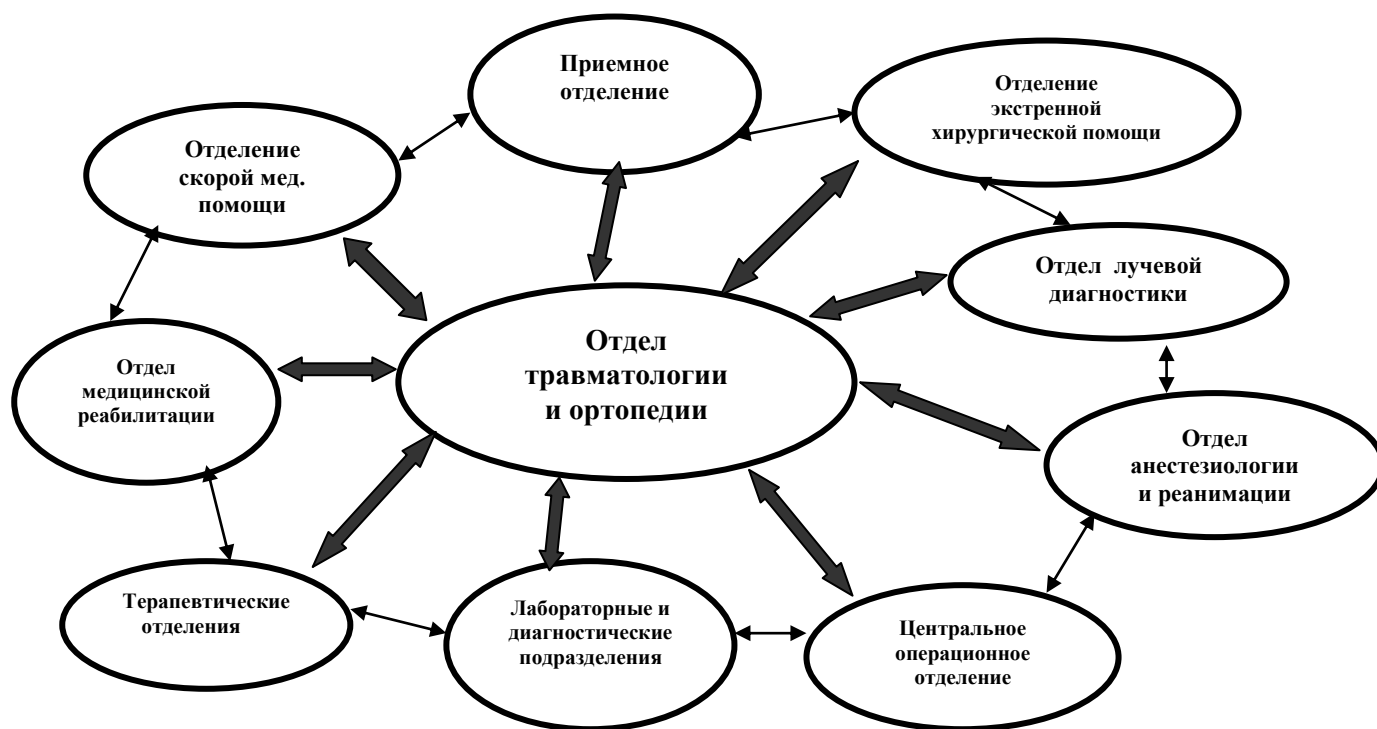 Приемное
отделение
Отделение
экстренной
хирургической помощи
Отделение
скорой мед.
помощи
Отдел лучевой
диагностики
Отдел
травматологии
и ортопедии
Отдел
медицинской
реабилитации
Отдел
анестезиологии
и реанимации
Терапевтические
отделения
Лабораторные и
диагностические
подразделения
Центральное
операционное
отделение